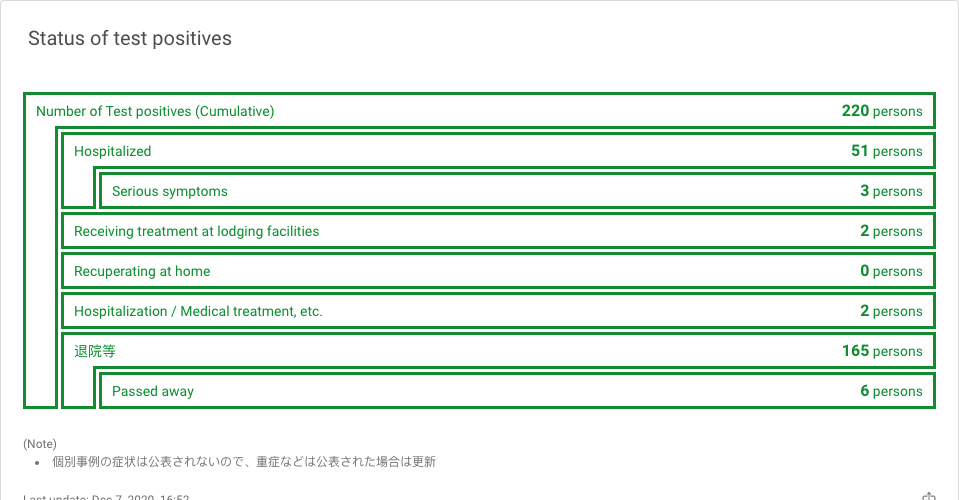 Status of test positives
Number of Test positives (Cumulative) 220 persons
Hospitalized 51 persons
Serious symptoms 3 persons
Receiving treatment at lodging facilities 2 persons
Recuperating at home 0 persons
Hospitalization / Medical treatment, etc. 2 persons
退院等 165 persons
Passed away 6 persons
(Note)
• 個別事例の症状は公表されないので、重症などは公表された場合は更新
Last update: Dec 7, 2020, 16:52